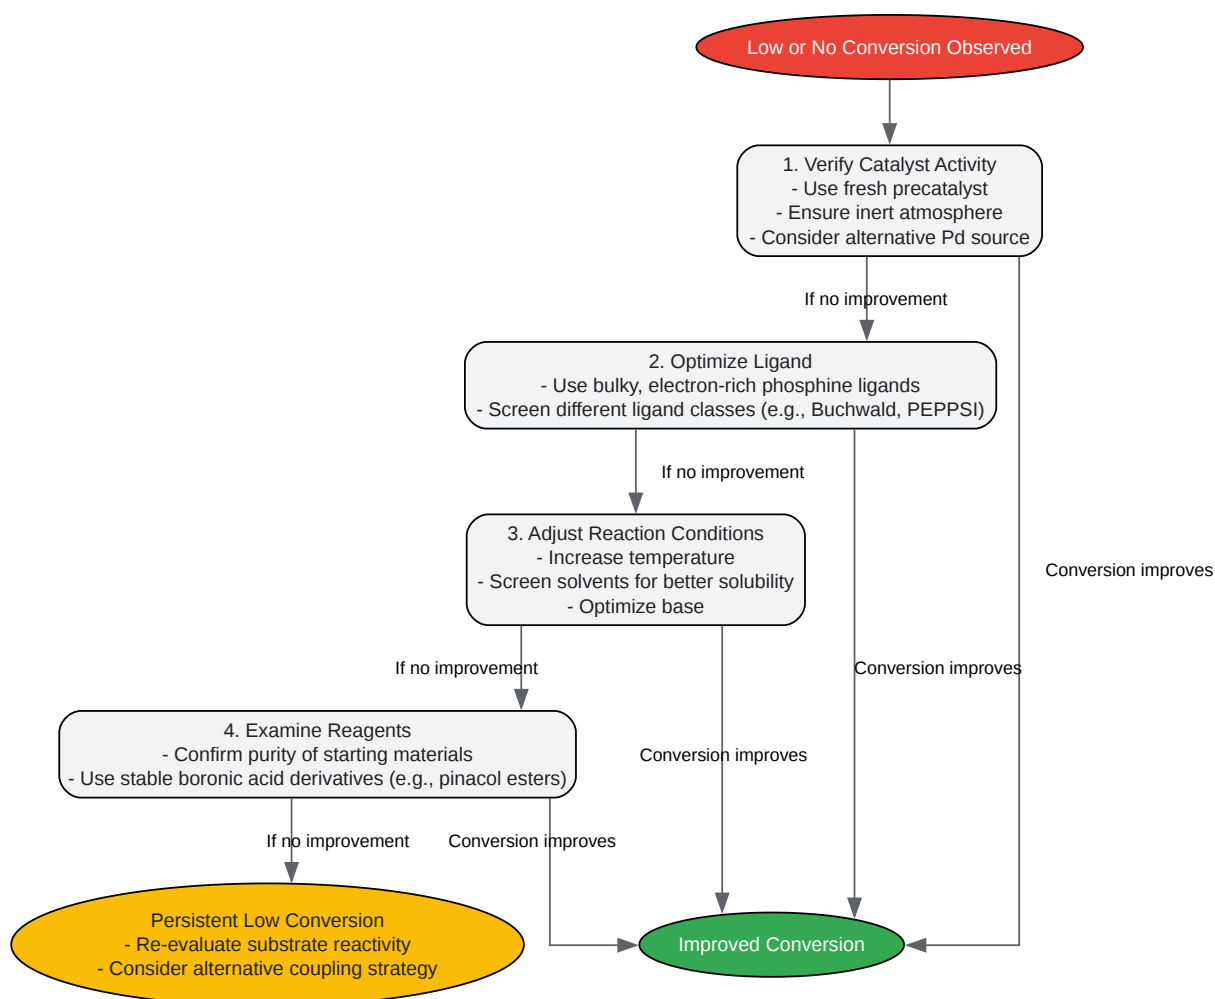 Low or No Conversion Observed
1. Verify Catalyst Activity
- Use fresh precatalyst
- Ensure inert atmosphere
- Consider alternative Pd source
If no improvement
2. Optimize Ligand
- Use bulky, electron-rich phosphine ligands
- Screen different ligand classes (e.g., Buchwald, PEPPSI)
If no improvement
3. Adjust Reaction Conditions
- Increase temperature
- Screen solvents for better solubility
- Optimize base
Conversion improves
If no improvement
Conversion improves
4. Examine Reagents
- Confirm purity of starting materials
- Use stable boronic acid derivatives (e.g., pinacol esters)
Conversion improves
If no improvement
Conversion improves
Persistent Low Conversion
- Re-evaluate substrate reactivity
- Consider alternative coupling strategy
Improved Conversion